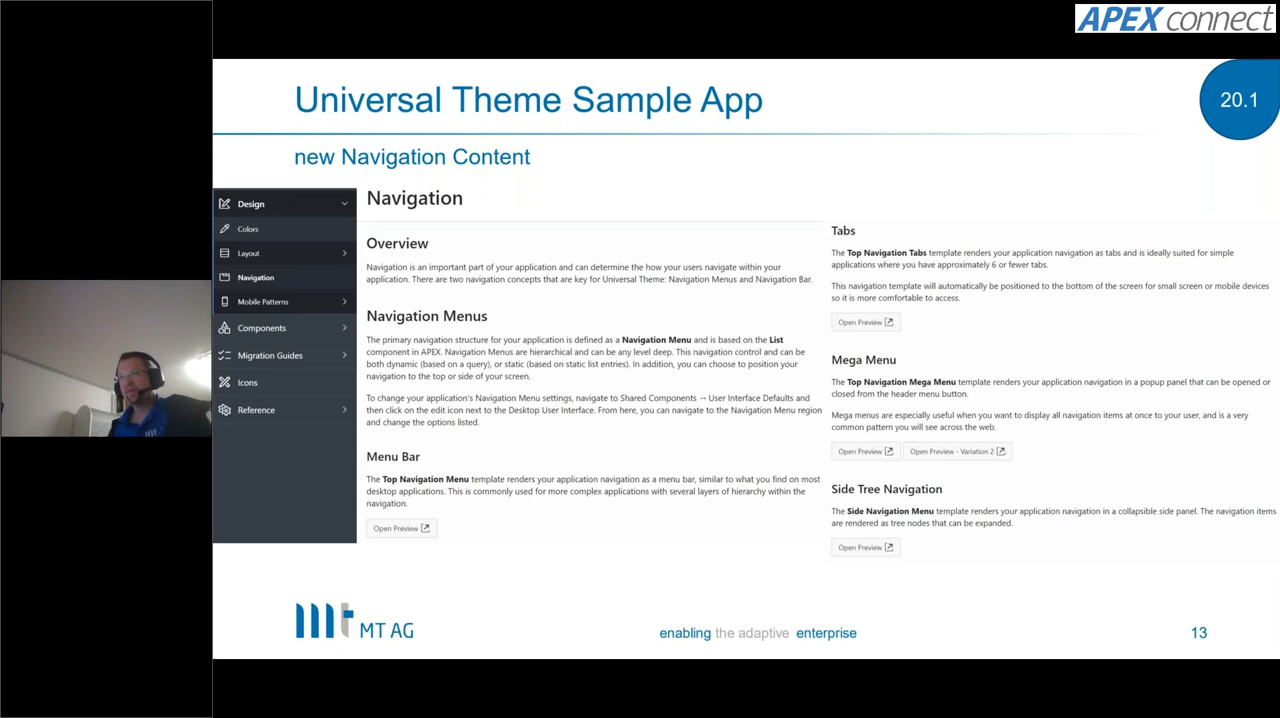 APEX connect
Universal Theme Sample App
20.1
new Navigation Content
Design
Colors
Layout
Navigation
Mobile Patterns
Components
Migration Guides
Icons
Reference
Navigation
Overview
Navigation is an important part of your application and can determine the how your users navigate within your
application. There are two navigation concepts that are key for Universal Theme: Navigation Menus and Navigation Bar.
Navigation Menus
The primary navigation structure for your application is defined as a Navigation Menu and is based on the List
component in APEX. Navigation Menus are hierarchical and can be any level deep. This navigation control and can be
both dynamic (based on a query), or static (based on static list entries). In addition, you can choose to position your
navigation to the top or side of your screen.
To change your application's Navigation Menu settings, navigate to Shared Components → User Interface Defaults and
then click on the edit icon next to the Desktop User Interface. From here, you can navigate to the Navigation Menu region
and change the options listed.
Menu Bar
The Top Navigation Menu template renders your application navigation as a menu bar, similar to what you find on most
desktop applications. This is commonly used for more complex applications with several layers of hierarchy within the
navigation.
Open Preview
Tabs
The Top Navigation Tabs template renders your application navigation as tabs and is ideally suited for simple
applications where you have approximately 6 or fewer tabs.
This navigation template will automatically be positioned to the bottom of the screen for small screen or mobile devices
so it is more comfortable to access.
Open Preview
Mega Menu
The Top Navigation Mega Menu template renders your application navigation in a popup panel that can be opened or
closed from the header menu button.
Mega menus are especially useful when you want to display all navigation items at once to your user, and is a very
common pattern you will see across the web.
Open Preview
Open Preview - Variation 2
Side Tree Navigation
The Side Navigation Menu template renders your application navigation in a collapsible side panel. The navigation items
are rendered as tree nodes that can be expanded.
Open Preview
mt MT AG
enabling the adaptive enterprise
13